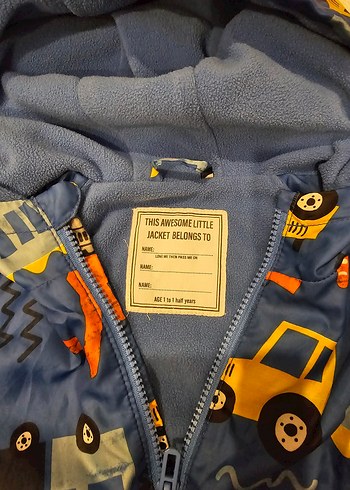 THIS AWESOME LITTLE
JACKET BELONGS TO
NAME:
LOVE ME THEN PASS ME ON
NAME:
NAME:
AGE 1 to 1 half years